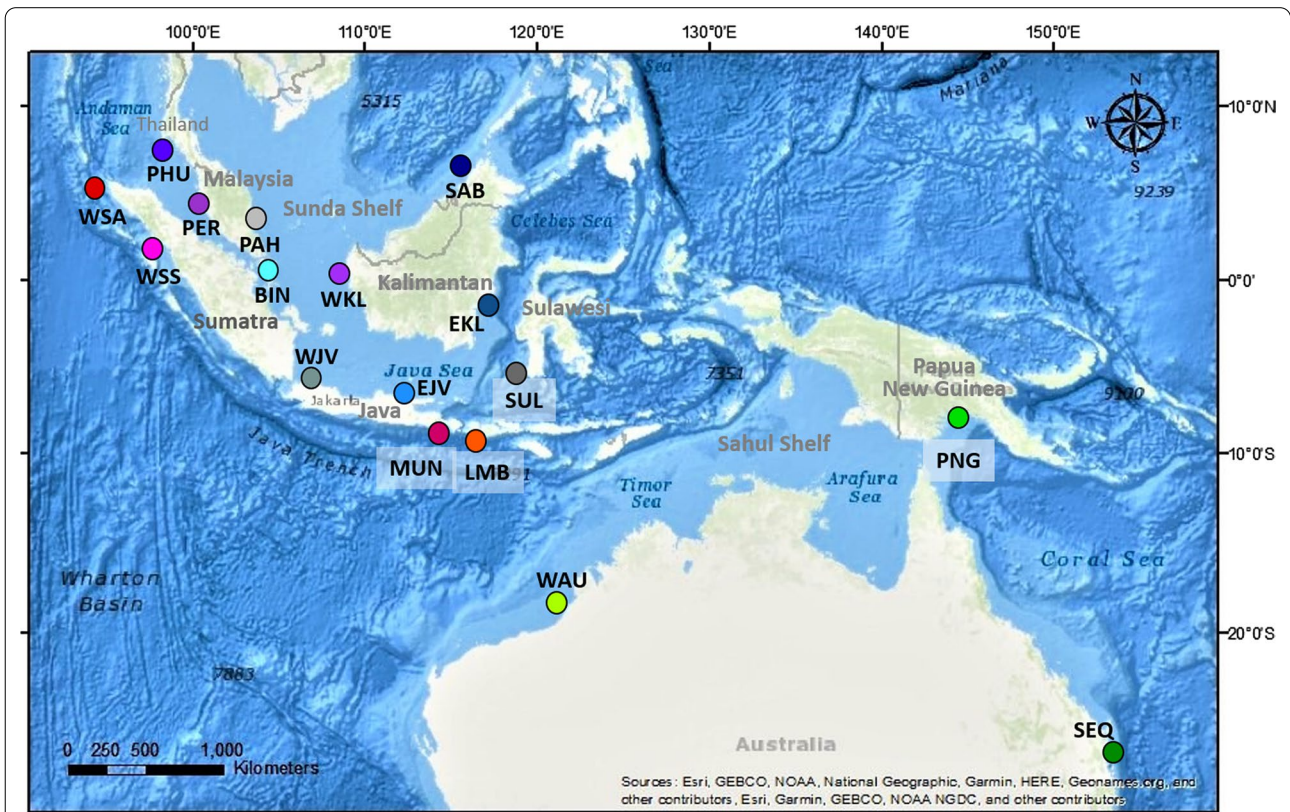 100°0'E 110°0'E 120°0'E 130°0'E 140°0'E 150°0'E
Sea
Mariana
N
W E
S
10°0'N
Andaman
Sea
5315
Thailand
PHU
Malaysia
SAB
9239
WSA
PER
Sunda Shelf
Celebes Sea
PAH
WSS
BIN
WKL
Kalimantan
0°0'
EKL
Sulawesi
Sumatra
WJV
Java Sea
EJV
7351
Papua
New Guinea
9100
Jakarta
Java
SUL
Sahul Shelf
Java Trench
MUN
LMB
91
PNG
10°0'S
Timor
Sea
Arafura
Sea
Coral Sea
Wharton
Basin
WAU
20°0'S
7883
SEQ
Australia
0 250 500 1,000
Kilometers
Sources: Esri, GEBCO, NOAA, National Geographic, Garmin, HERE, Geonames.org, and
other contributors, Esri, Garmin, GEBCO, NOAA NGDC, and other contributors